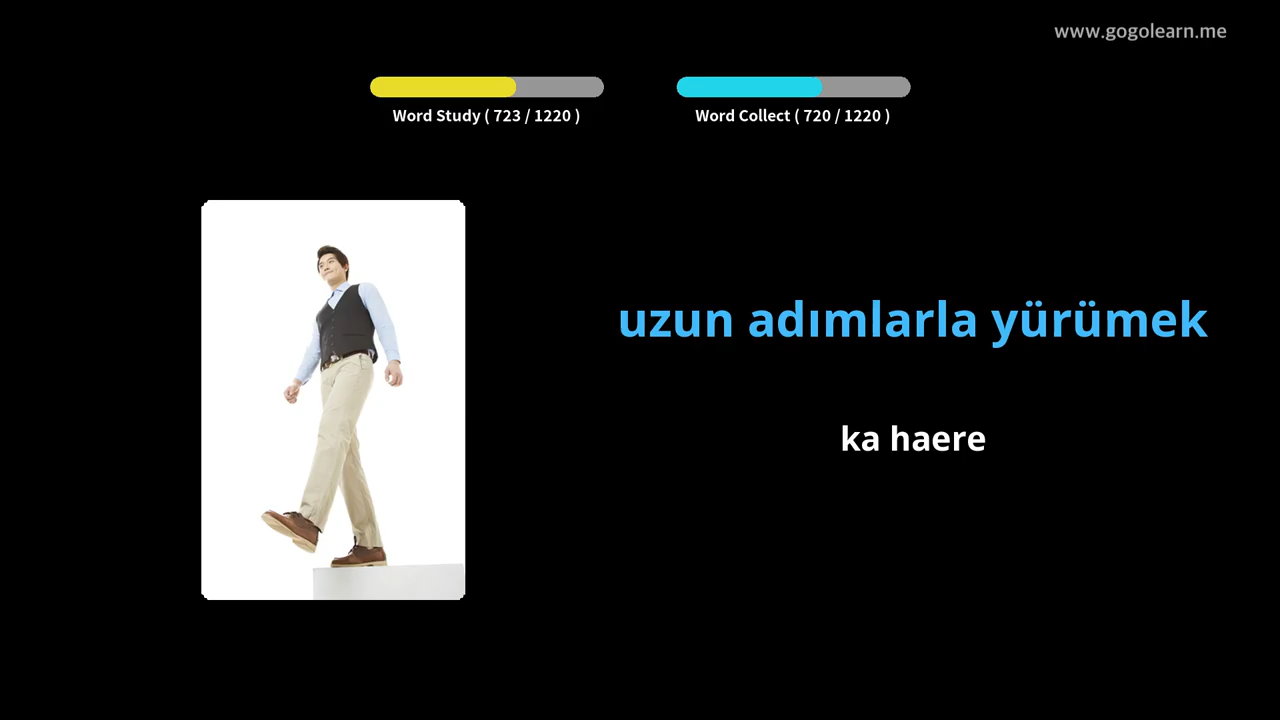 www.gogolearn.me
Word Study ( 723 / 1220 )
Word Collect ( 720 / 1220 )
uzun adımlarla yürümek
ka haere